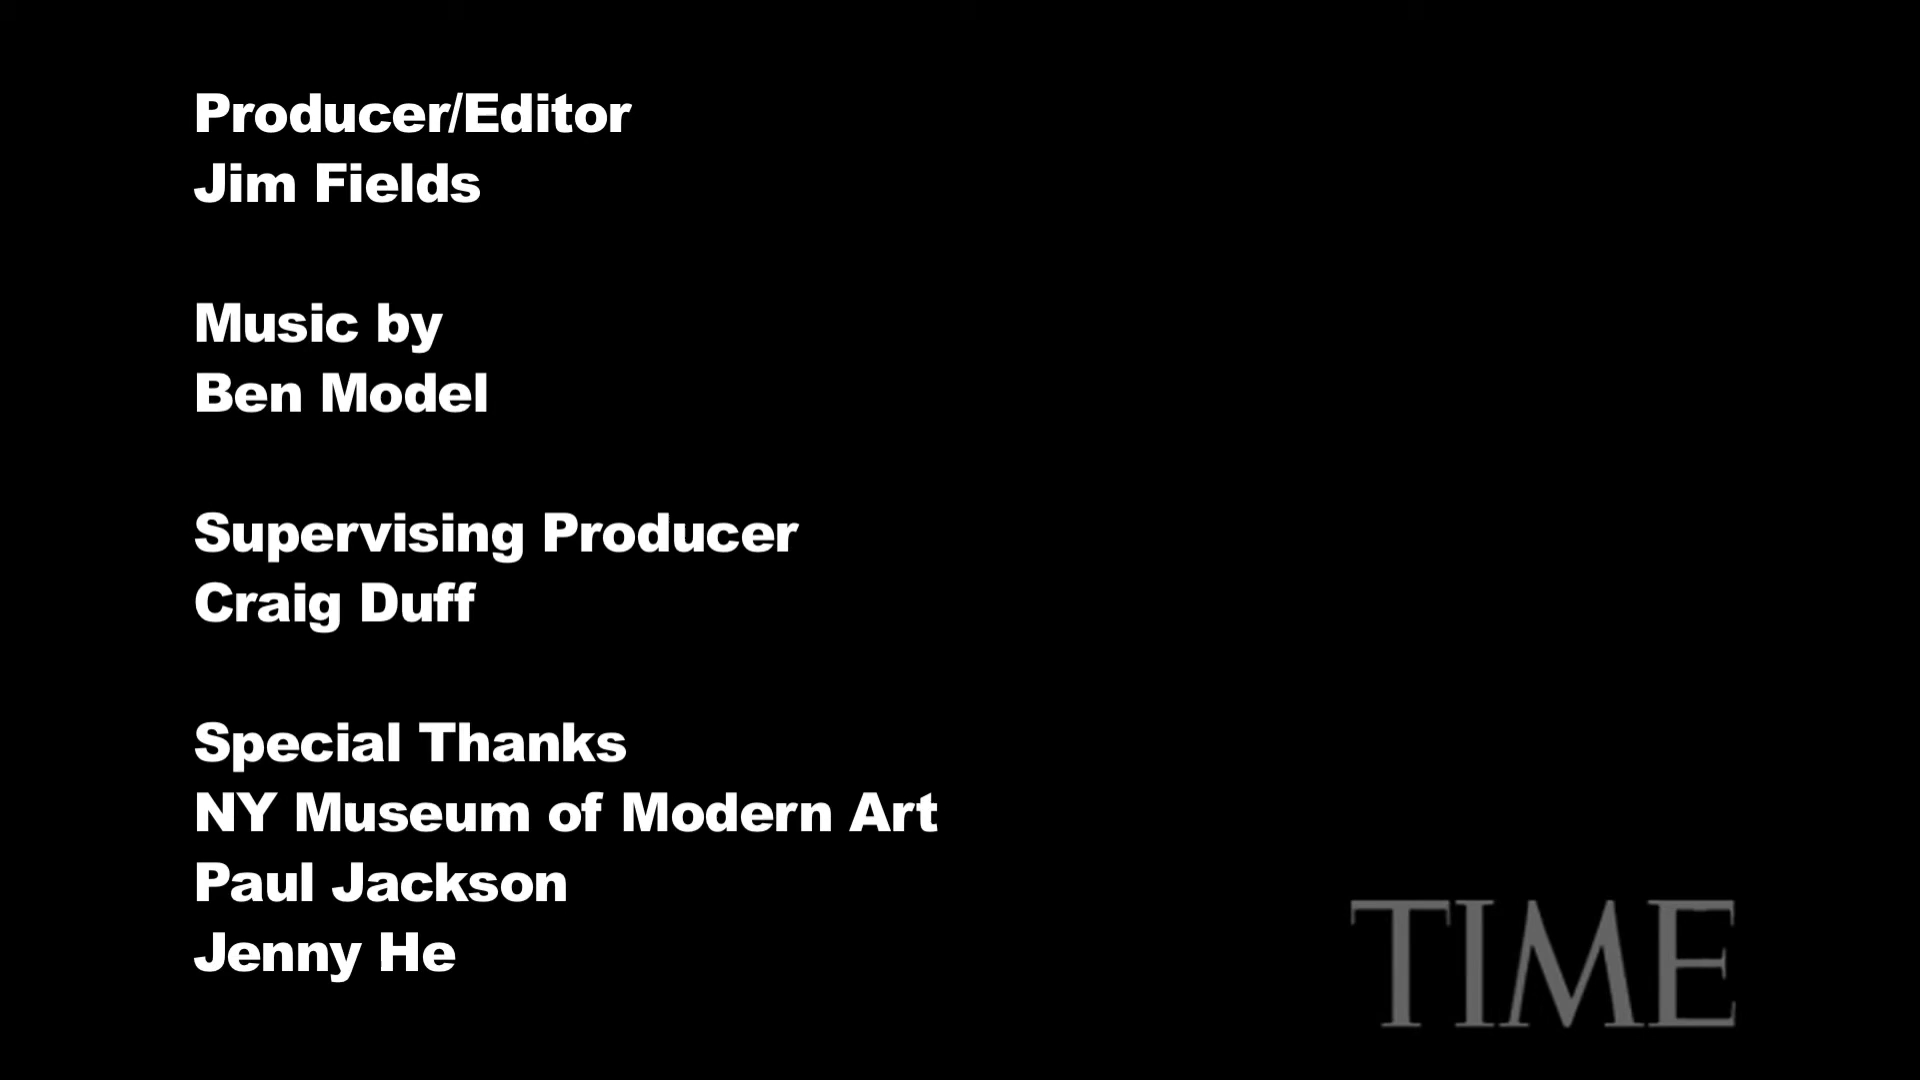 Producer/Editor
Jim Fields
Music by
Ben Model
Supervising Producer
Craig Duff
Special Thanks
NY Museum of Modern Art
Paul Jackson
Jenny He
TIME